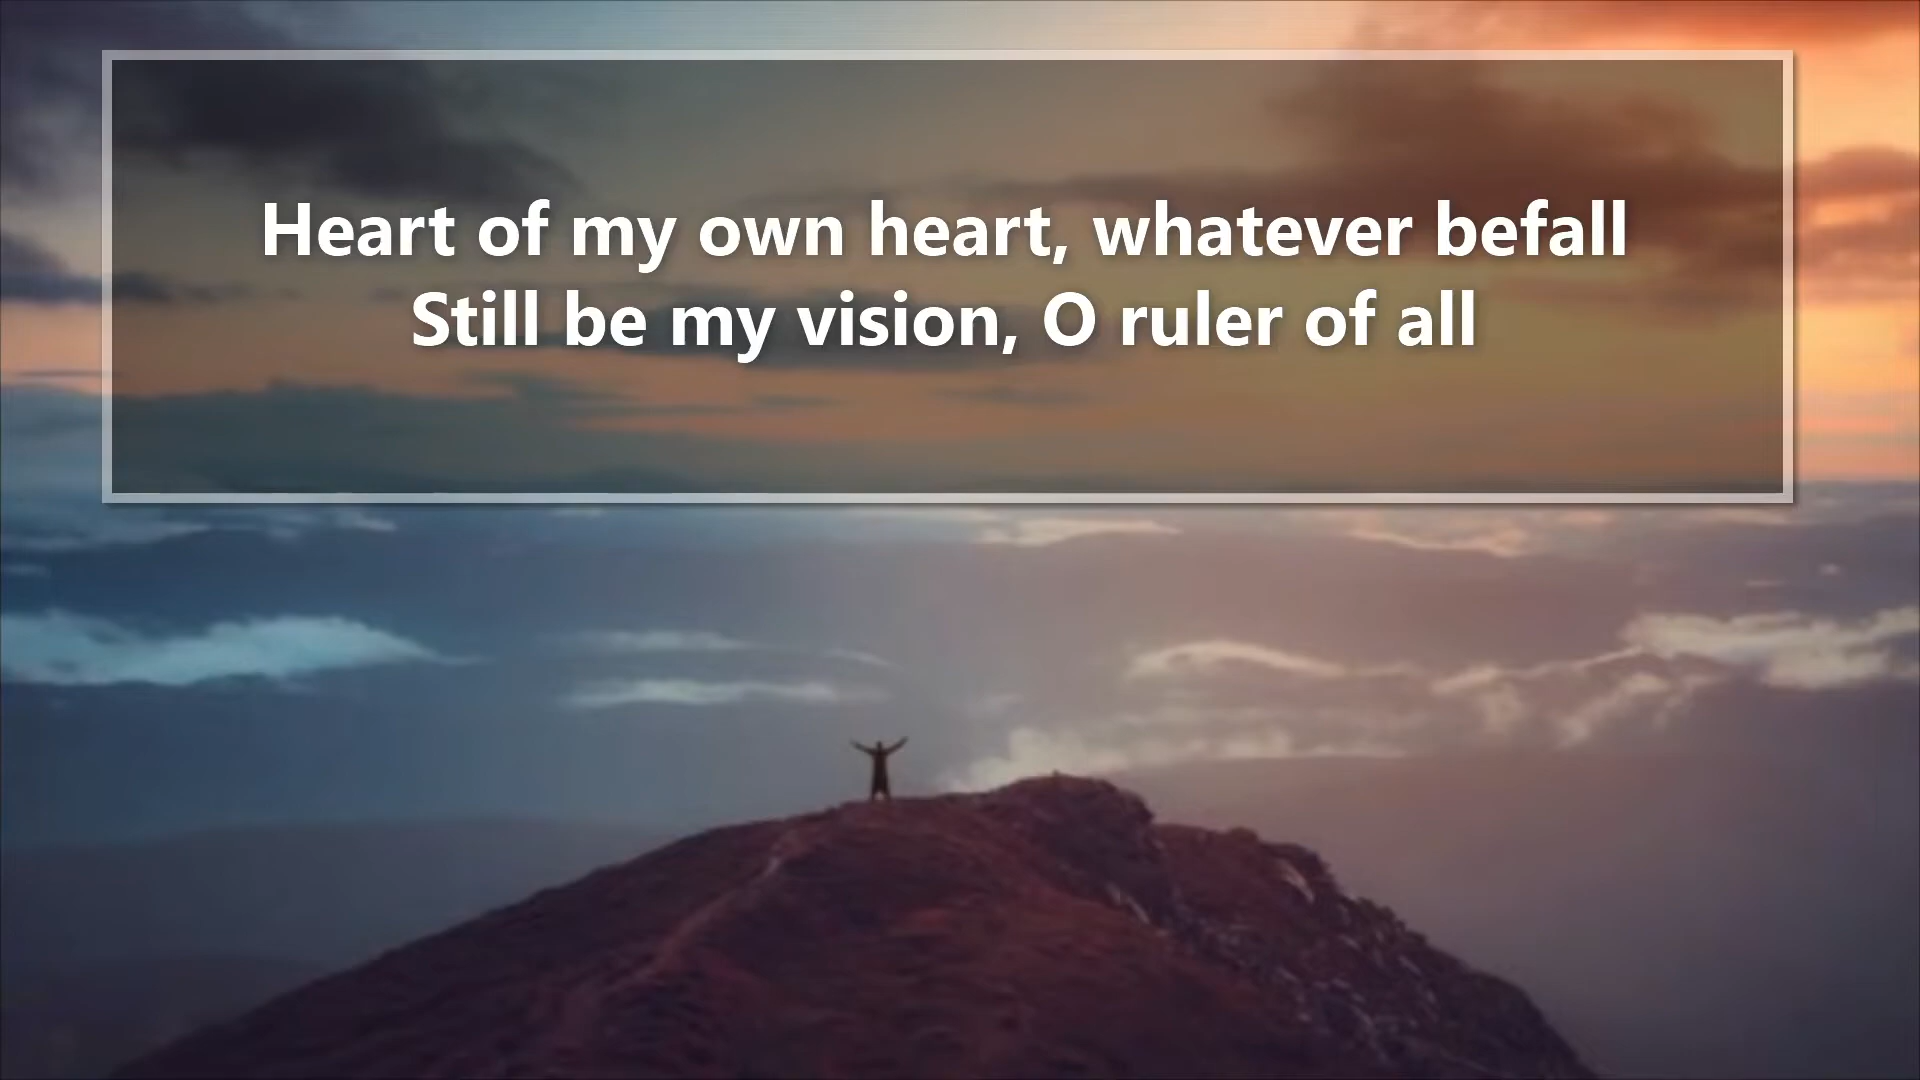 Heart of my own heart, whatever befall
Still be my vision, O ruler of all